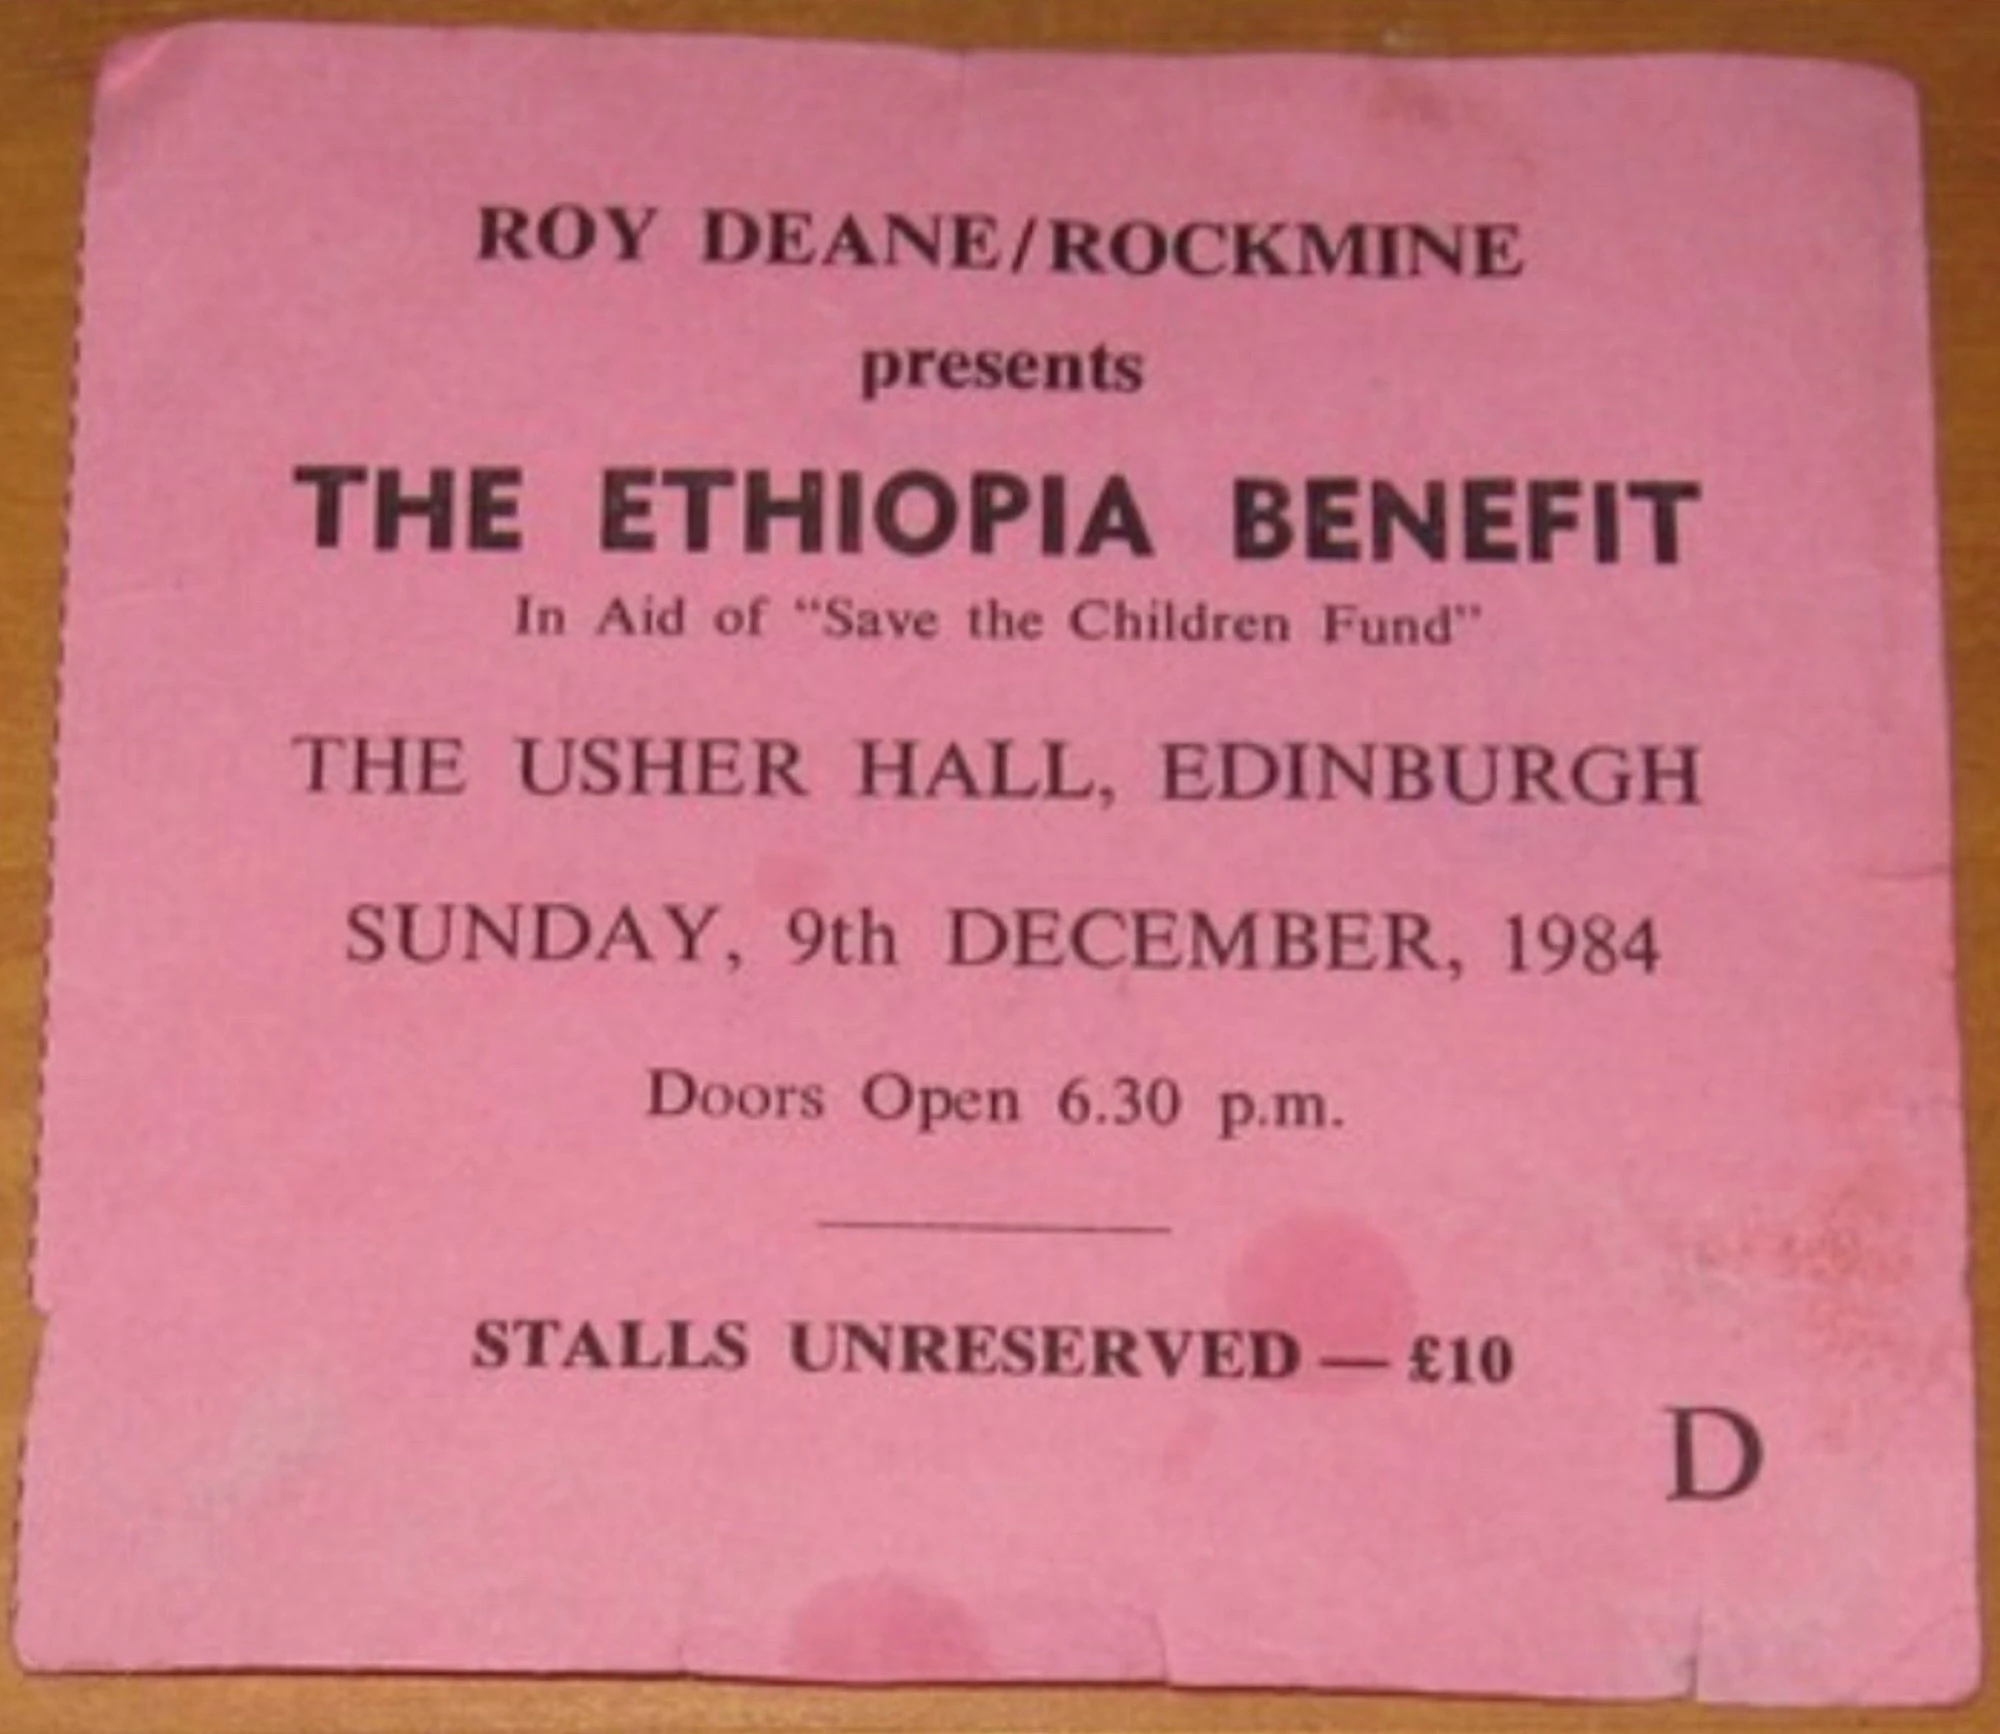 ROY DEANE/ROCKMINE
presents
THE ETHIOPIA BENEFIT
In Aid of "Save the Children Fund"
THE USHER HALL, EDINBURGH
SUNDAY, 9th DECEMBER, 1984
Doors Open 6.30 p.m.
STALLS UNRESERVED — £10
D